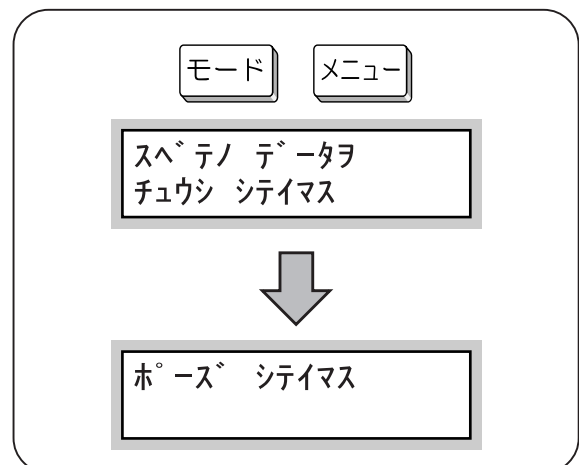 モード メニュー
スベテノ データヲ
チュウシ シテイマス
ポーズ シテイマス